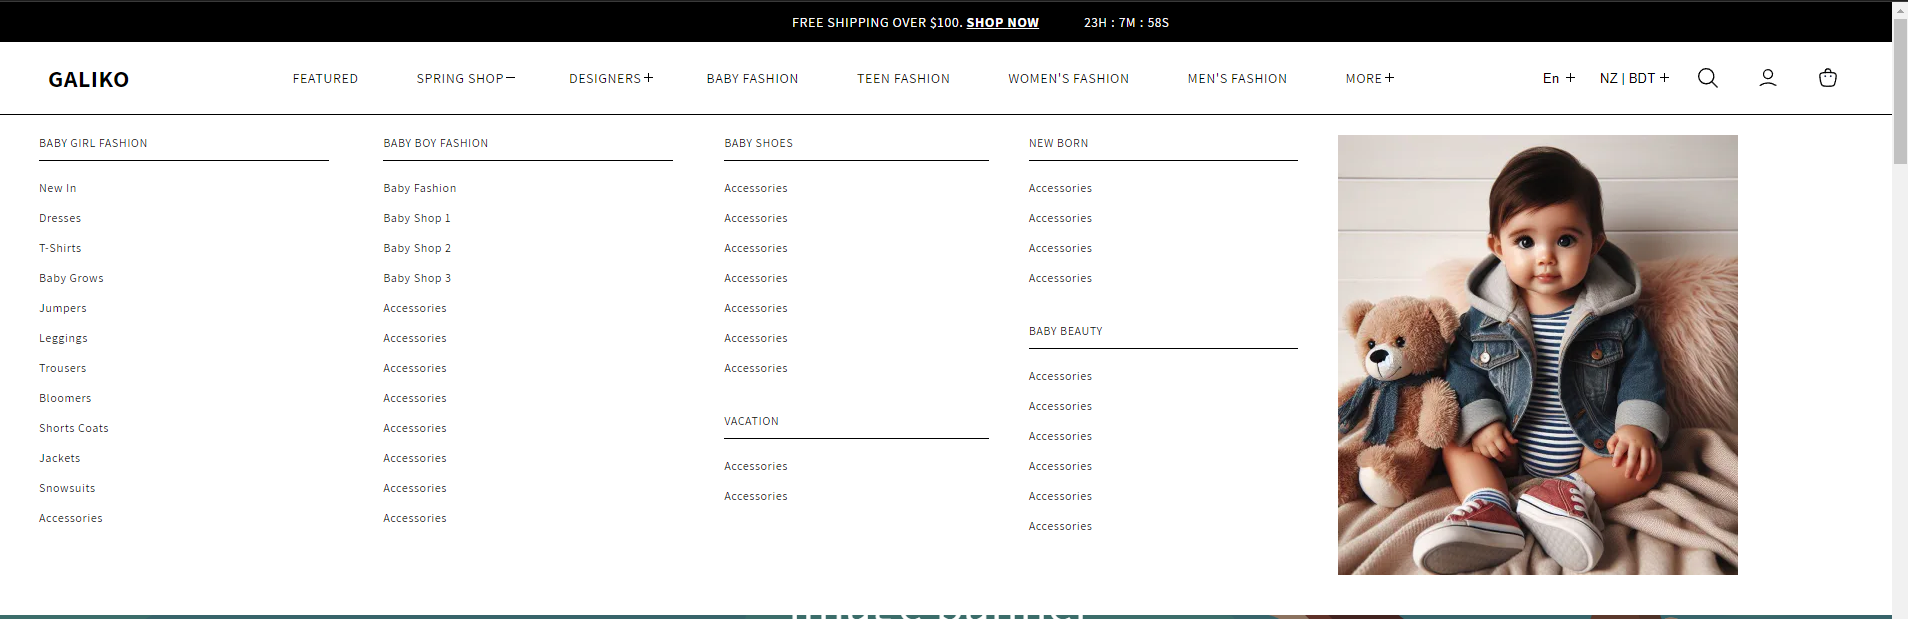 FREE SHIPPING OVER $100. SHOP NOW 23H : 7M : 58S
GALIKO
FEATURED
SPRING SHOP
DESIGNERS
BABY FASHION
TEEN FASHION
WOMEN'S FASHION
MEN'S FASHION
MORE
En
NZ | BDT
BABY GIRL FASHION
New In
Dresses
T-Shirts
Baby Grows
Jumpers
Leggings
Trousers
Bloomers
Shorts Coats
Jackets
Snowsuits
Accessories
BABY BOY FASHION
Baby Fashion
Baby Shop 1
Baby Shop 2
Baby Shop 3
Accessories
Accessories
Accessories
Accessories
Accessories
Accessories
Accessories
Accessories
BABY SHOES
Accessories
Accessories
Accessories
Accessories
Accessories
Accessories
Accessories
VACATION
Accessories
Accessories
NEW BORN
Accessories
Accessories
Accessories
Accessories
BABY BEAUTY
Accessories
Accessories
Accessories
Accessories
Accessories
Accessories